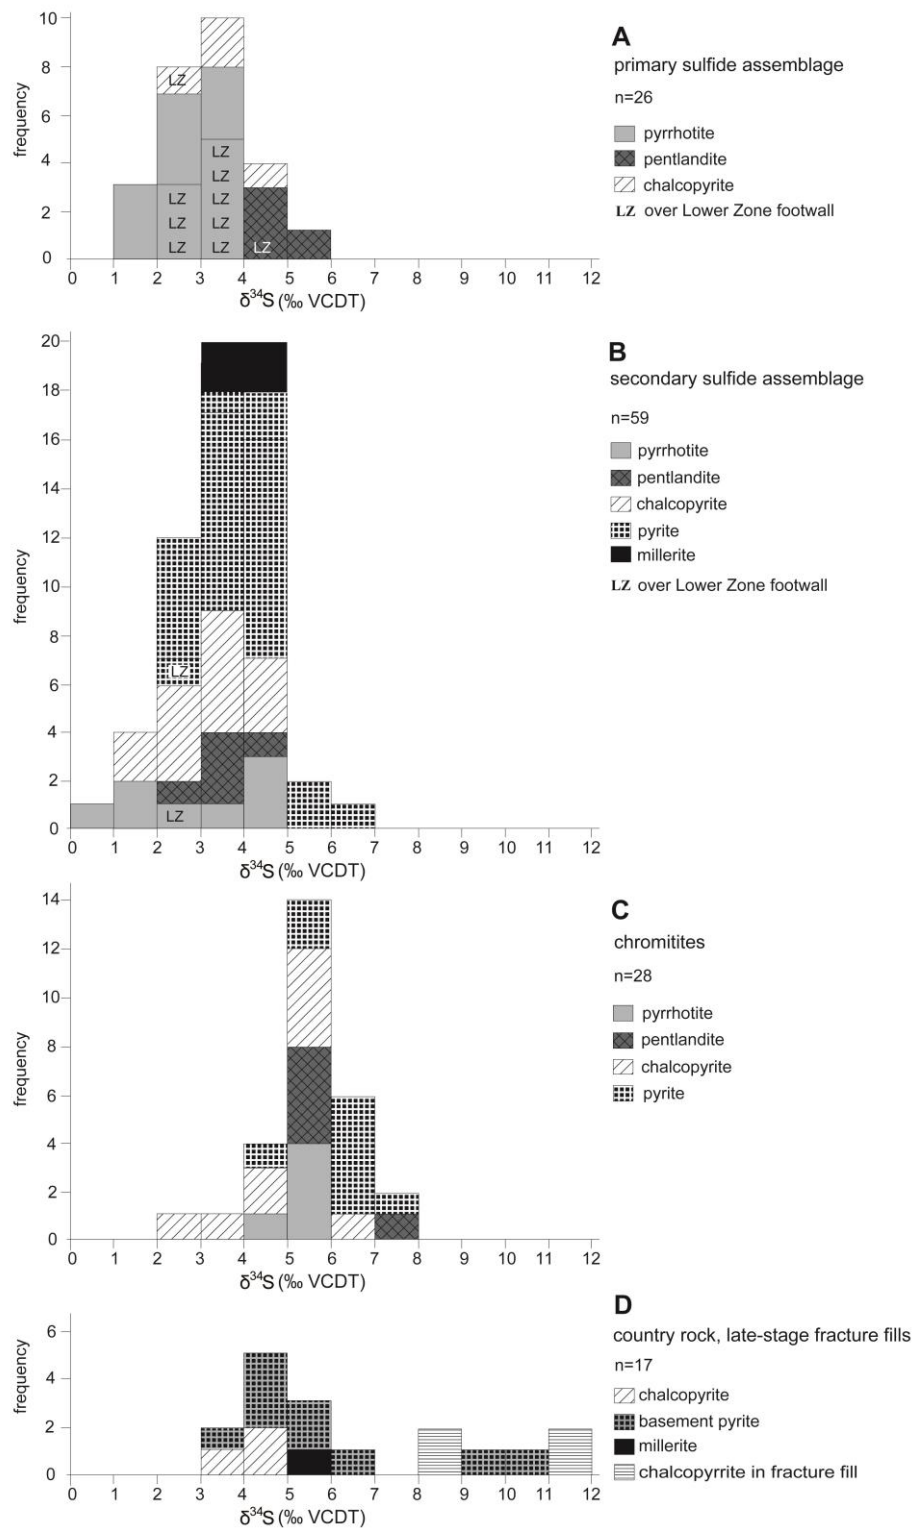 10
8
6
4
2
0
frequency
LZ
LZ
LZ
LZ
LZ
LZ
LZ
LZ
LZ
LZ
0 1 2 3 4 5 6 7 8 9 10 11 12
δ34S (‰ VCDT)
A
primary sulfide assemblage
n=26
pyrrhotite
pentlandite
chalcopyrite
LZ over Lower Zone footwall
20
18
16
14
12
10
8
6
4
2
0
frequency
LZ
LZ
0 1 2 3 4 5 6 7 8 9 10 11 12
δ34S (‰ VCDT)
B
secondary sulfide assemblage
n=59
pyrrhotite
pentlandite
chalcopyrite
pyrite
millerite
LZ over Lower Zone footwall
14
12
14
10
8
6
4
2
0
frequency
0 1 2 3 4 5 6 7 8 9 10 11 12
δ34S (‰ VCDT)
C
chromitites
n=28
pyrrhotite
pentlandite
chalcopyrite
pyrite
6
4
2
0
frequency
0 1 2 3 4 5 6 7 8 9 10 11 12
δ34S (‰ VCDT)
D
country rock, late-stage fracture fills
n=17
chalcopyrite
basement pyrite
millerite
chalcopyrrite in fracture fill